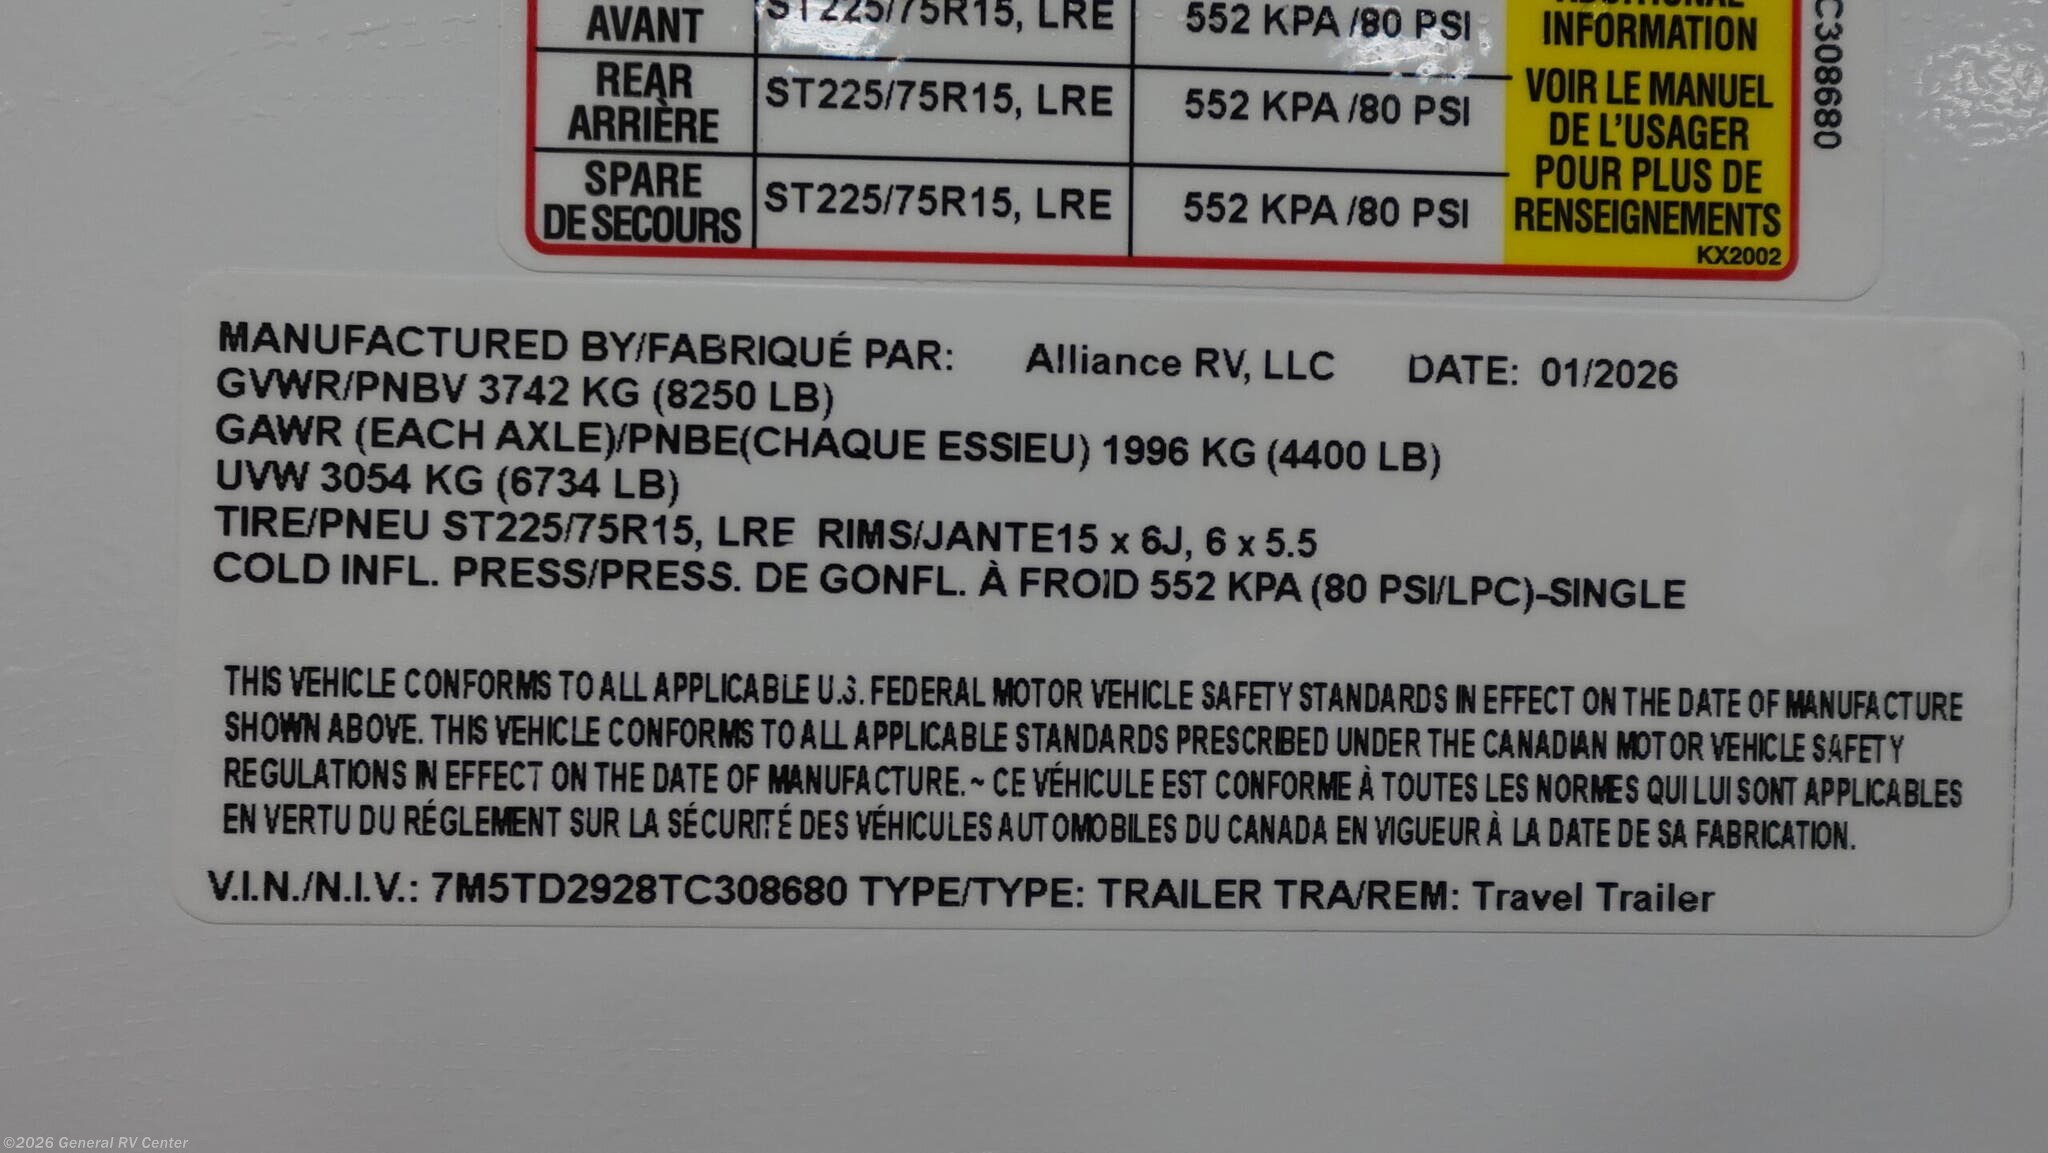 AVANT
ST225/75R15, LRE
552 KPA /80 PSI
INFORMATION
REAR
ARRIÈRE
ST225/75R15, LRE
552 KPA /80 PSI
VOIR LE MANUEL
DE L'USAGER
POUR PLUS DE
RENSEIGNEMENTS
SPARE
DE SECOURS
ST225/75R15, LRE
552 KPA /80 PSI
KX2002
C308680
MANUFACTURED BY/FABRIQUÉ PAR: Alliance RV, LLC DATE: 01/2026
GVWR/PNBV 3742 KG (8250 LB)
GAWR (EACH AXLE)/PNBE(CHAQUE ESSIEU) 1996 KG (4400 LB)
UVW 3054 KG (6734 LB)
TIRE/PNEU ST225/75R15, LRE RIMS/JANTE15 x 6J, 6 x 5.5
COLD INFL. PRESS/PRESS. DE GONFL. À FROID 552 KPA (80 PSI/LPC)-SINGLE
THIS VEHICLE CONFORMS TO ALL APPLICABLE U.S. FEDERAL MOTOR VEHICLE SAFETY STANDARDS IN EFFECT ON THE DATE OF MANUFACTURE
SHOWN ABOVE. THIS VEHICLE CONFORMS TO ALL APPLICABLE STANDARDS PRESCRIBED UNDER THE CANADIAN MOTOR VEHICLE SAFETY
REGULATIONS IN EFFECT ON THE DATE OF MANUFACTURE. ~ CE VÉHICULE EST CONFORME À TOUTES LES NORMES QUI LUI SONT APPLICABLES
EN VERTU DU RÉGLEMENT SUR LA SÉCURITÉ DES VÉHICULES AUTOMOBILES DU CANADA EN VIGUEUR À LA DATE DE SA FABRICATION.
V.I.N./N.I.V.: 7M5TD2928TC308680 TYPE/TYPE: TRAILER TRA/REM: Travel Trailer
©2026 General RV Center